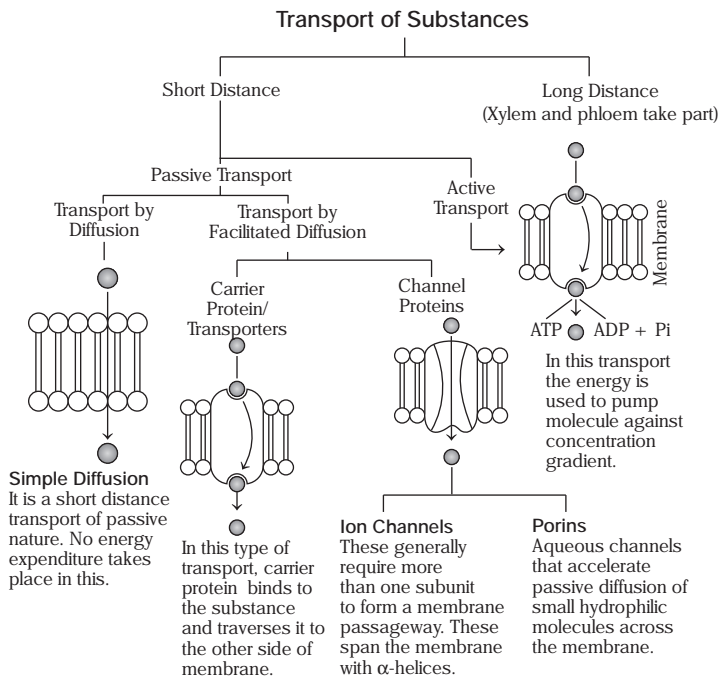 Transport of Substances
Short Distance
Long Distance
(Xylem and phloem take part)
Passive Transport
Active
Transport
Transport by
Diffusion
Transport by
Facilitated Diffusion
Membrane
Carrier
Protein/
Transporters
Channel
Proteins
ATP
ADP + Pi
In this transport
the energy is
used to pump
molecule against
concentration
gradient.
Simple Diffusion
It is a short distance
transport of passive
nature. No energy
expenditure takes
place in this.
In this type of
transport, carrier
protein binds to
the substance
and traverses it to
the other side of
membrane.
Ion Channels
These generally
require more
than one subunit
to form a membrane
passageway. These
span the membrane
with α-helices.
Porins
Aqueous channels
that accelerate
passive diffusion of
small hydrophilic
molecules across
the membrane.